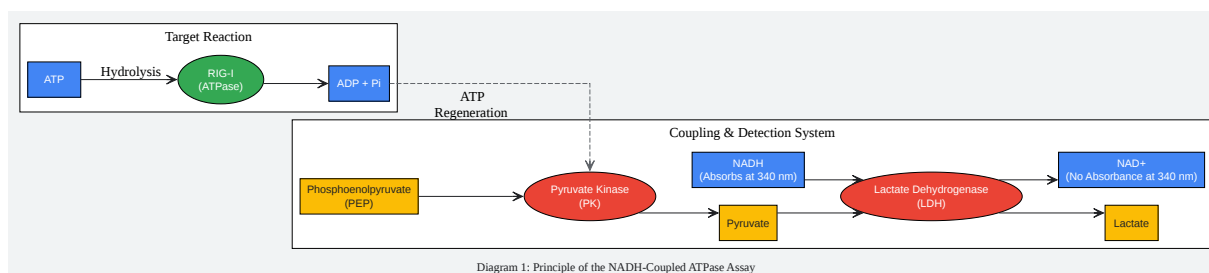 Target Reaction
ATP
Hydrolysis
RIG-I
(ATPase)
ADP + Pi
ATP
Regeneration
Coupling & Detection System
Phosphoenolpyruvate
(PEP)
Pyruvate Kinase
(PK)
NADH
(Absorbs at 340 nm)
Pyruvate
Lactate Dehydrogenase
(LDH)
NAD+
(No Absorbance at 340 nm)
Lactate
Diagram 1: Principle of the NADH-Coupled ATPase Assay